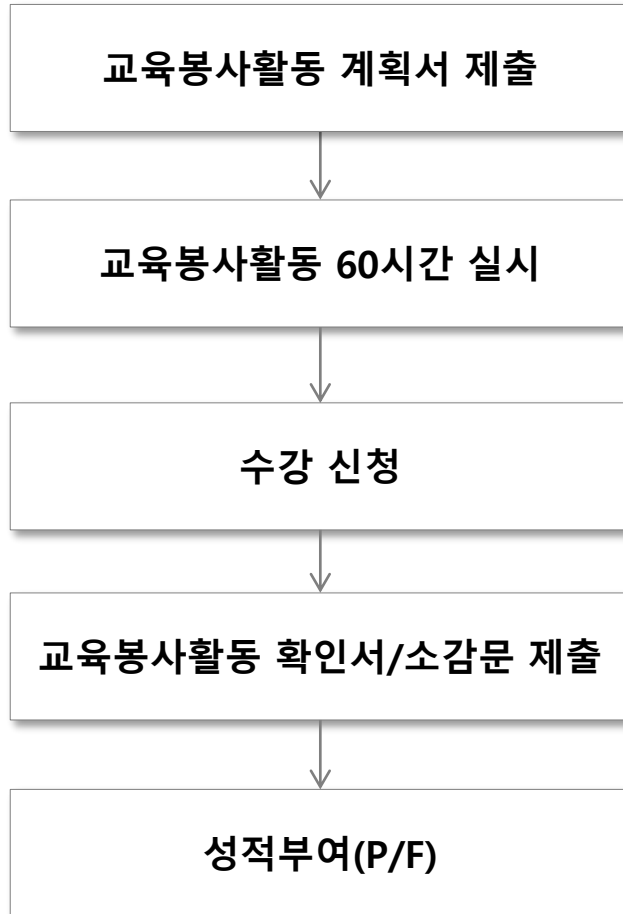 교육봉사활동 계획서 제출
교육봉사활동 60시간 실시
수강 신청
교육봉사활동 확인서/소감문 제출
성적부여(P/F)